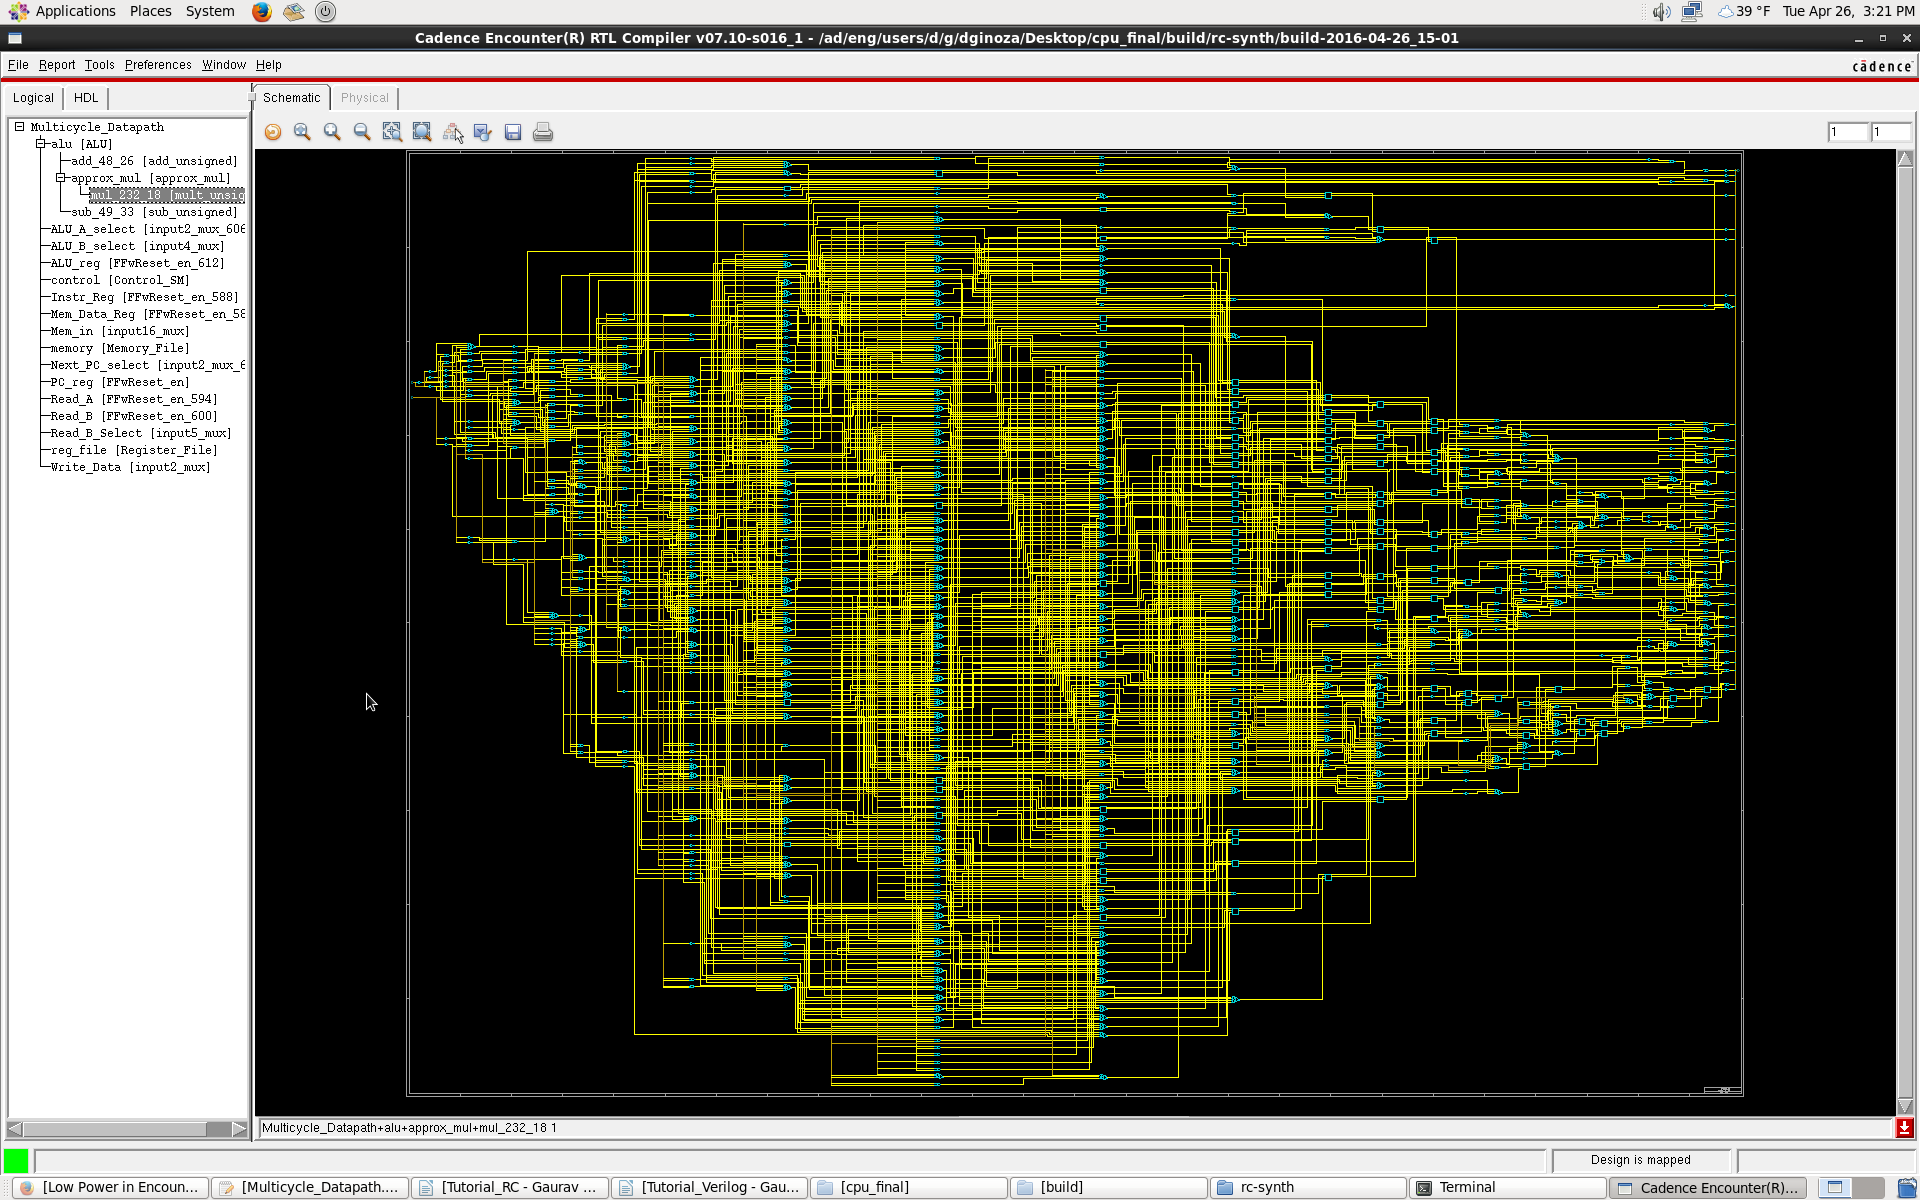 Applications Places System 39 °F Tue Apr 26, 3:21 PM
Cadence Encounter(R) RTL Compiler v07.10-s016_1 - /ad/eng/users/d/g/dginoza/Desktop/cpu_final/build/rc-synth/build-2016-04-26_15-01
File Report Tools Preferences Window Help
cādence
Logical HDL Schematic Physical
1 1
Multicycle_Datapath
alu [ALU]
add_48_26 [add_unsigned]
approx_mul [approx_mul]
mul_232_18 [mult_unsig
sub_49_33 [sub_unsigned]
ALU_A_select [input2_mux_606
ALU_B_select [input4_mux]
ALU_reg [FFwReset_en_612]
control [Control_SM]
Instr_Reg [FFwReset_en_588]
Mem_Data_Reg [FFwReset_en_58
Mem_in [input16_mux]
memory [Memory_File]
Next_PC_select [input2_mux_6
PC_reg [FFwReset_en]
Read_A [FFwReset_en_594]
Read_B [FFwReset_en_600]
Read_B_Select [input5_mux]
reg_file [Register_File]
Write_Data [input2_mux]
Multicycle_Datapath+alu+approx_mul+mul_232_18 1
Design is mapped
[Low Power in Encoun... [Multicycle_Datapath.... [Tutorial_RC - Gaurav ... [Tutorial_Verilog - Gau... [cpu_final] [build] rc-synth Terminal Cadence Encounter(R)...